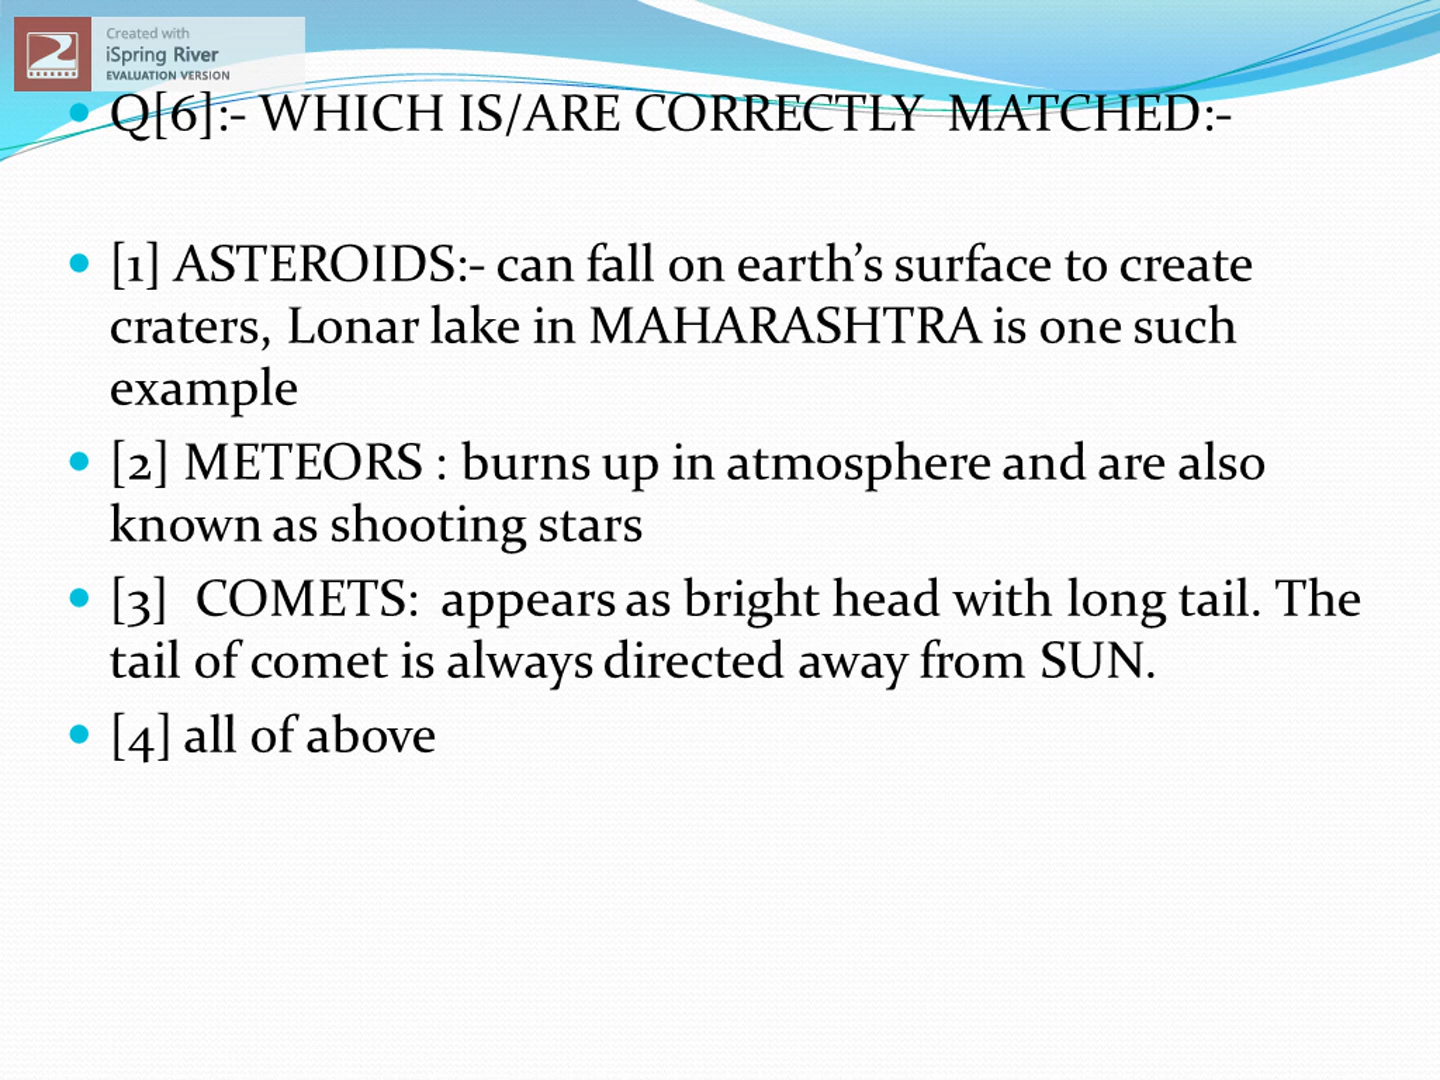 Created with
iSpring River
EVALUATION VERSION
Q[6]:- WHICH IS/ARE CORRECTLY MATCHED:-
[1] ASTEROIDS:- can fall on earth’s surface to create
craters, Lonar lake in MAHARASHTRA is one such
example
[2] METEORS : burns up in atmosphere and are also
known as shooting stars
[3] COMETS: appears as bright head with long tail. The
tail of comet is always directed away from SUN.
[4] all of above